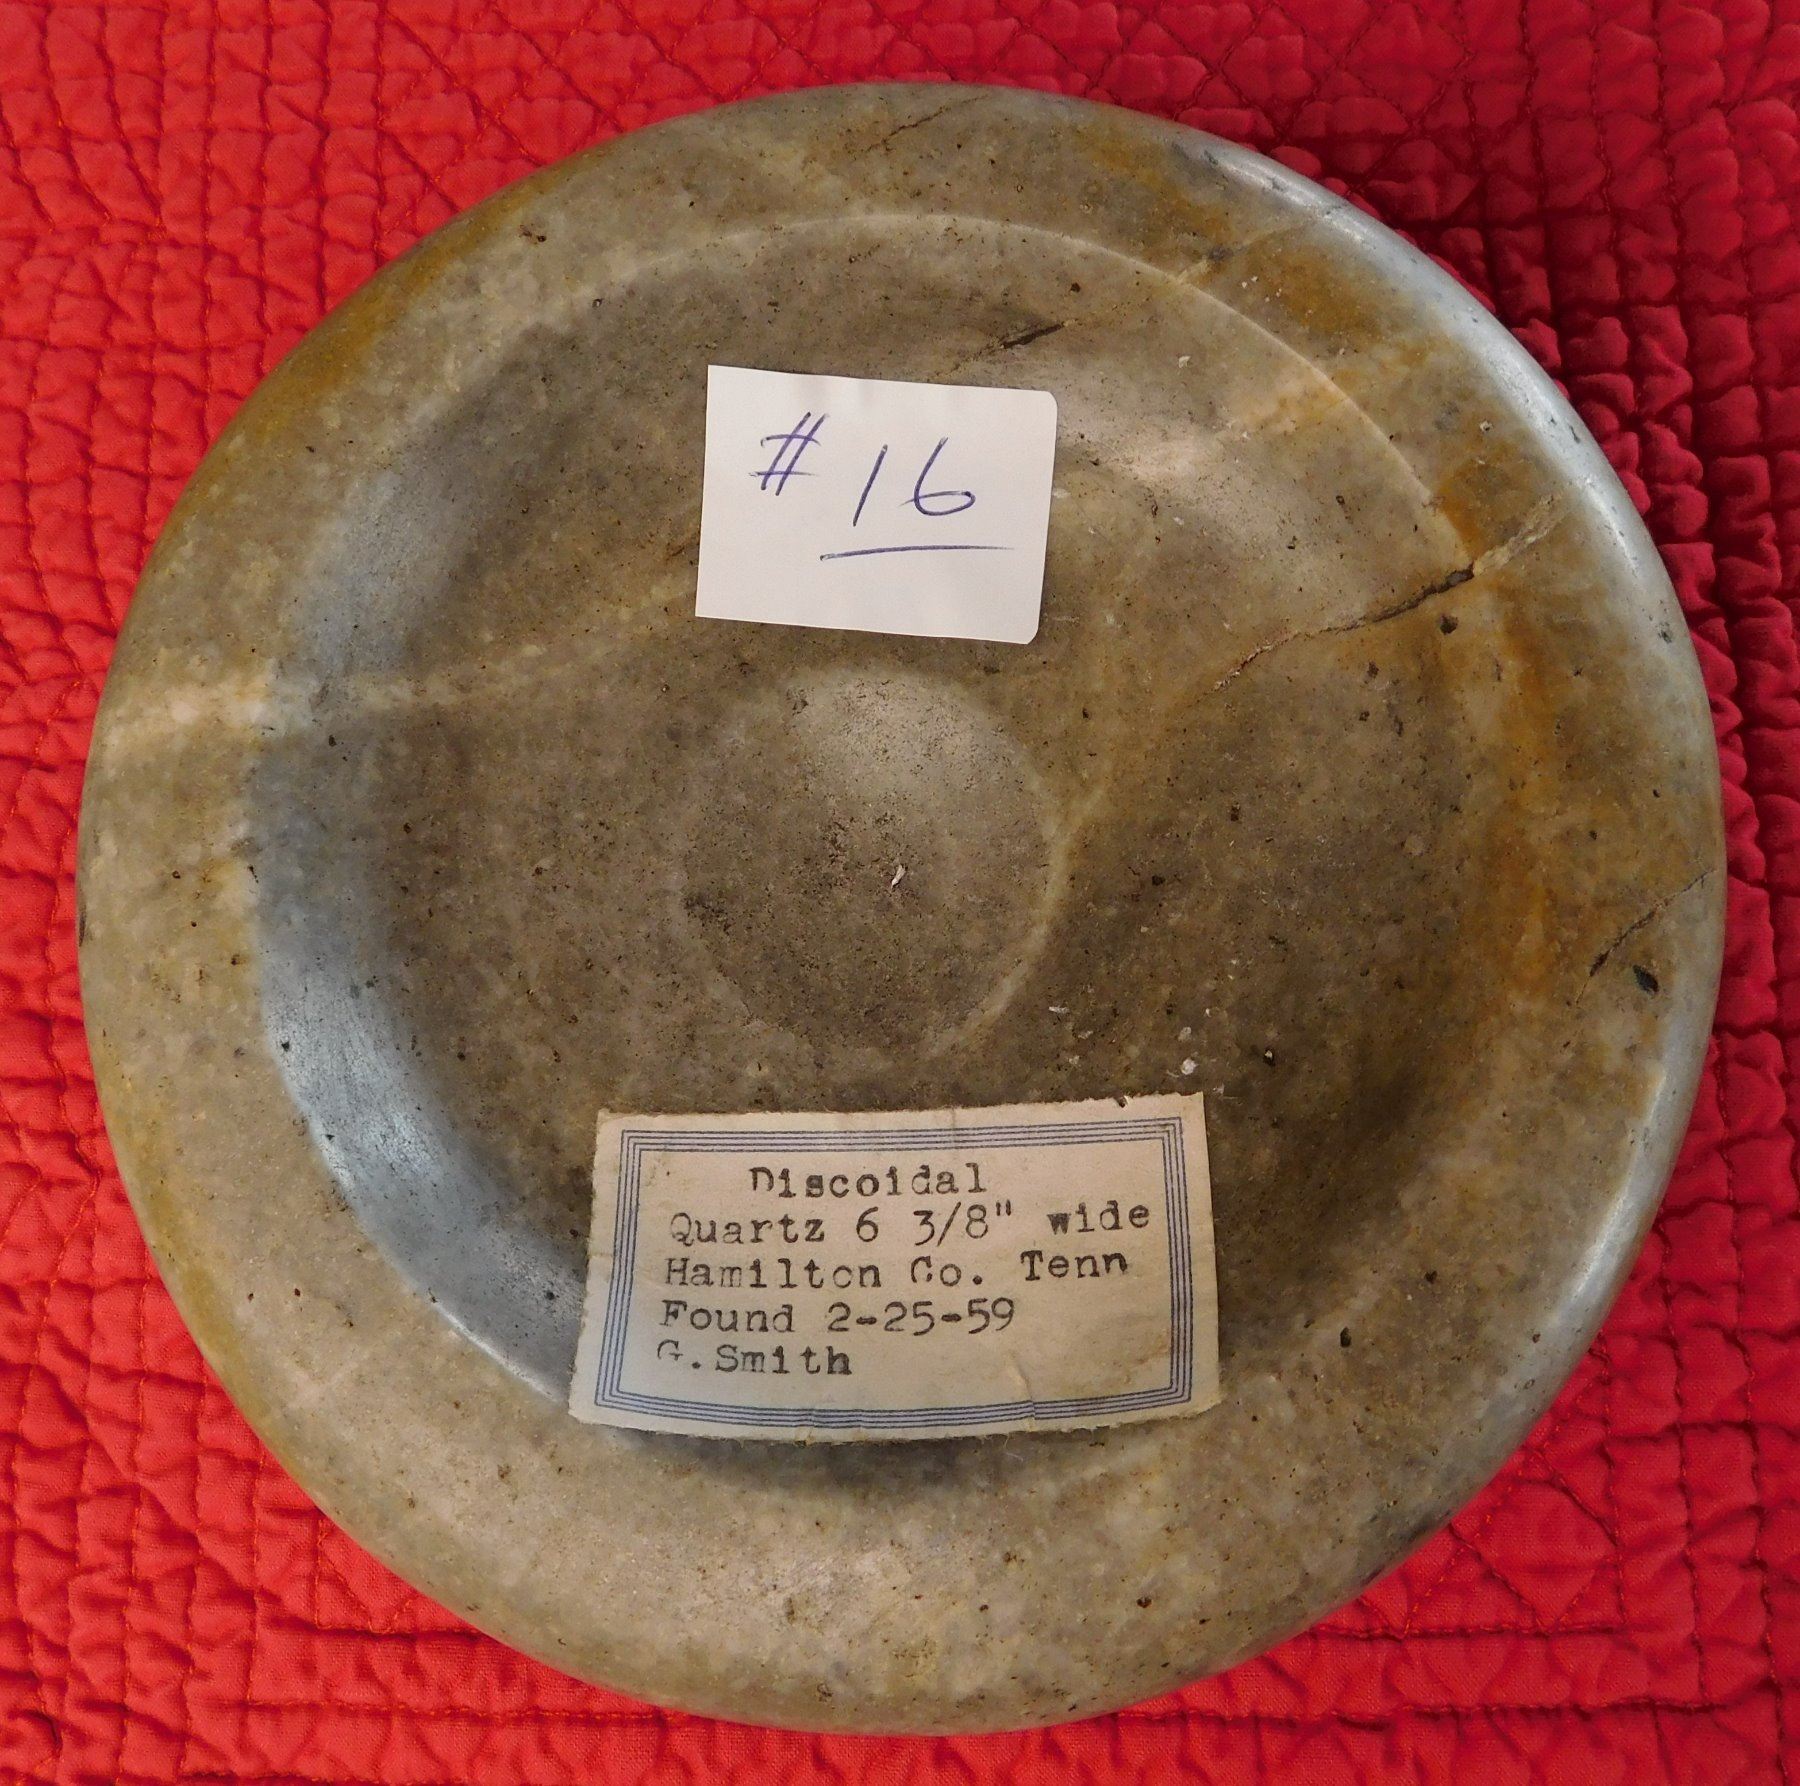 # 16
Discoidal
Quartz 6 3/8" wide
Hamilton Co. Tenn
Found 2-25-59
G.Smith